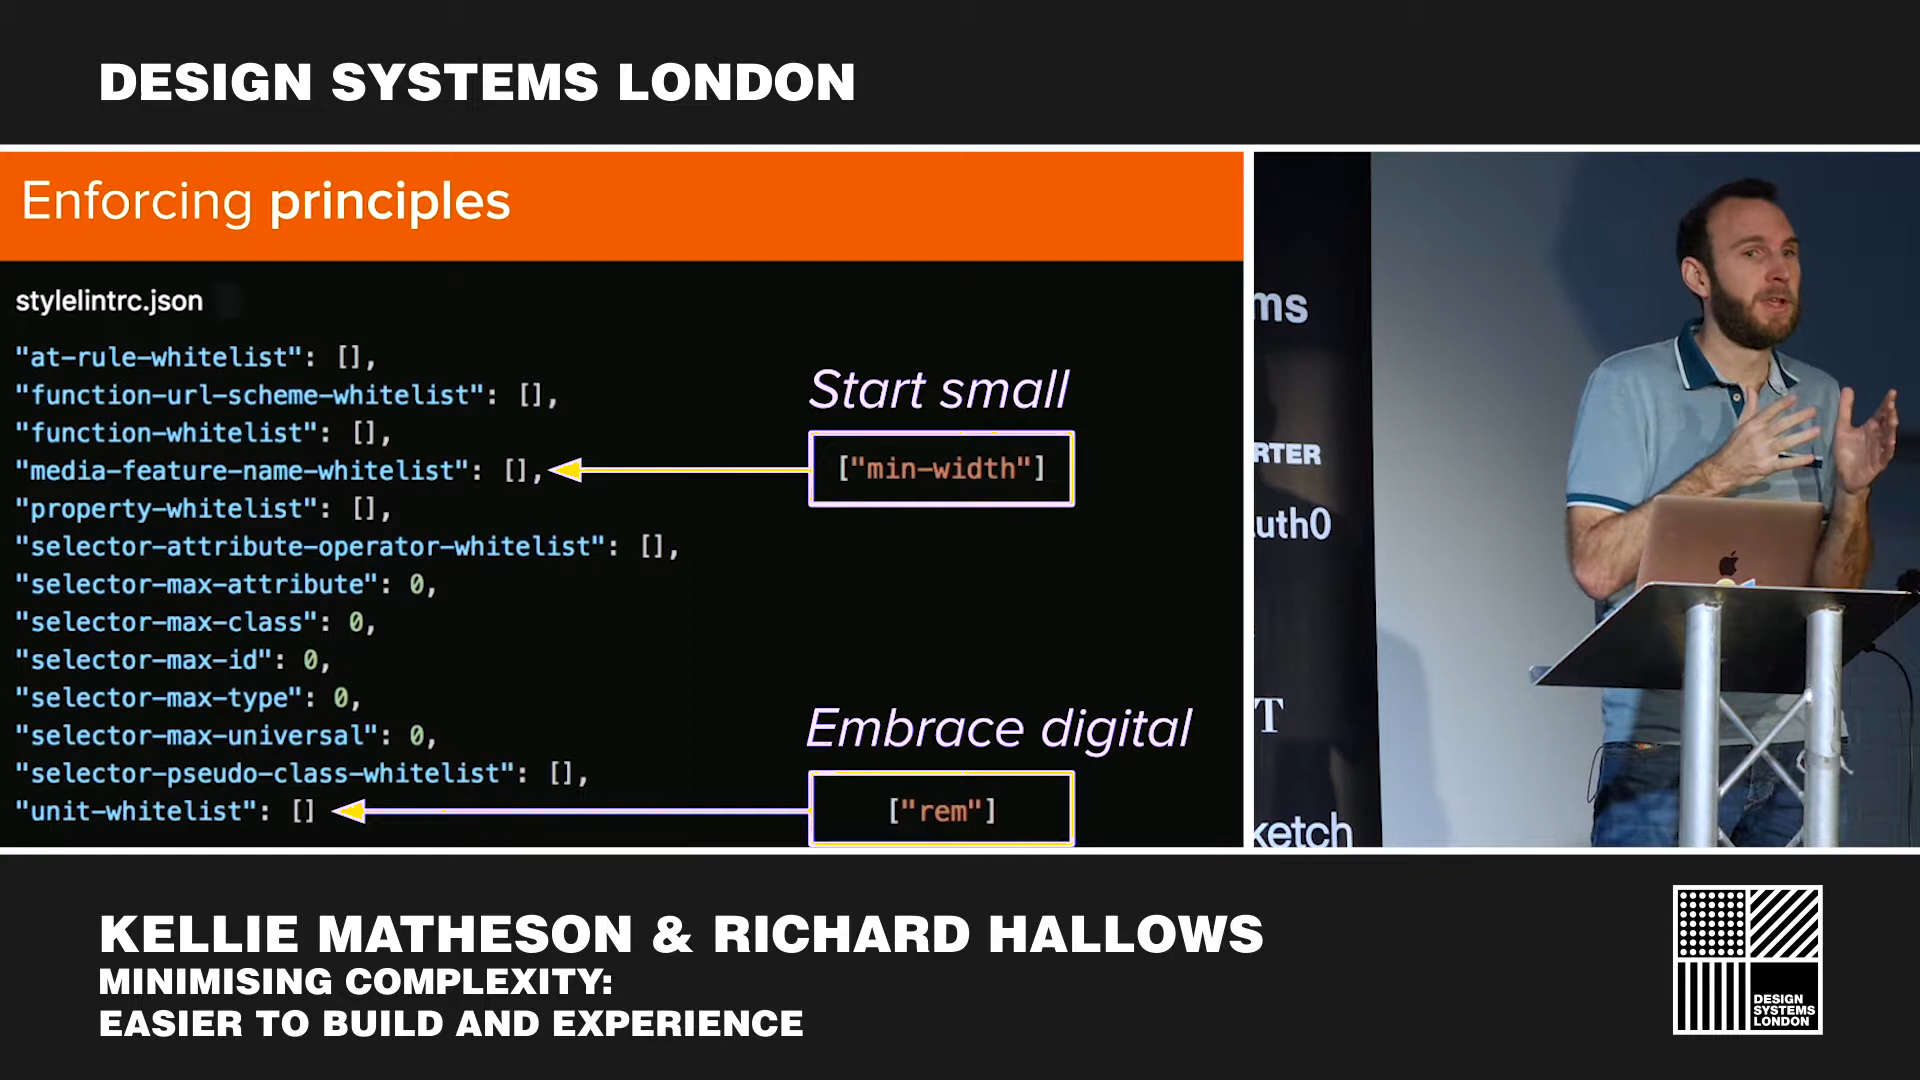 DESIGN SYSTEMS LONDON
Enforcing principles
stylelintrc.json
"at-rule-whitelist": [],
"function-url-scheme-whitelist": [],
"function-whitelist": [],
"media-feature-name-whitelist": [],
"property-whitelist": [],
"selector-attribute-operator-whitelist": [],
"selector-max-attribute": 0,
"selector-max-class": 0,
"selector-max-id": 0,
"selector-max-type": 0,
"selector-max-universal": 0,
"selector-pseudo-class-whitelist": [],
"unit-whitelist": []
Start small
["min-width"]
Embrace digital
["rem"]
ms
RTER
uth0
T
ketch
KELLIE MATHESON & RICHARD HALLOWS
MINIMISING COMPLEXITY:
EASIER TO BUILD AND EXPERIENCE
DESIGN
SYSTEMS
LONDON